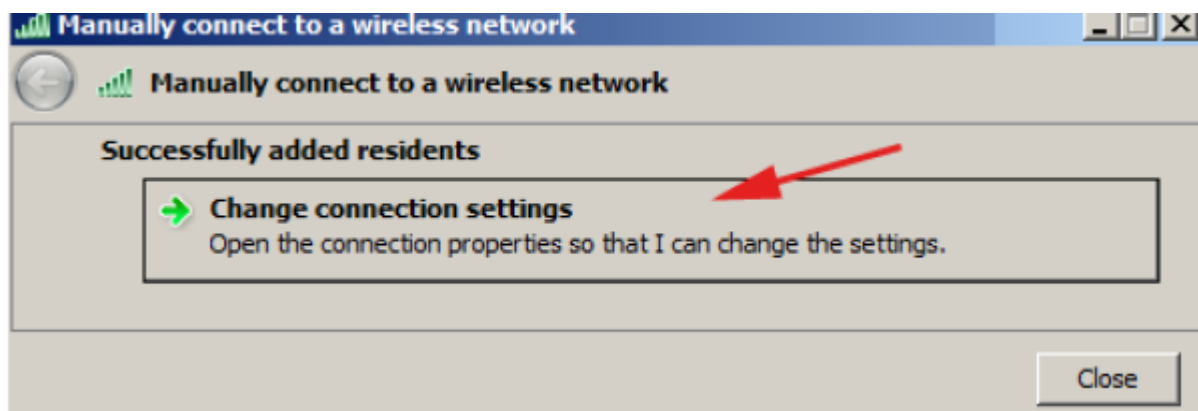 Manually connect to a wireless network
Manually connect to a wireless network
Successfully added residents
Change connection settings
Open the connection properties so that I can change the settings.
Close